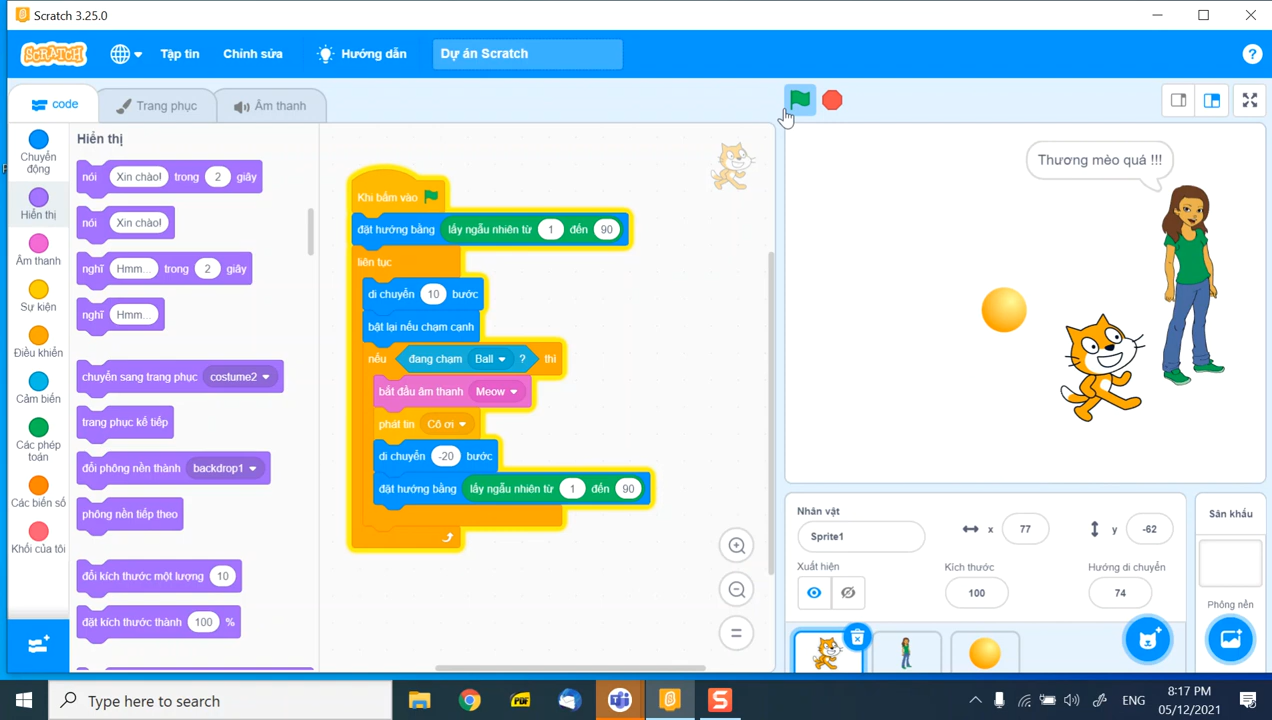 Scratch 3.25.0
SCRATCH
Tập tin
Chỉnh sửa
Hướng dẫn
Dự án Scratch
?
code
Trang phục
Âm thanh
Chuyển động
Hiển thị
Âm thanh
Sự kiện
Điều khiển
Cảm biến
Các phép toán
Các biến số
Khối của tôi
Hiển thị
nói Xin chào! trong 2 giây
nói Xin chào!
nghĩ Hmm... trong 2 giây
nghĩ Hmm...
chuyển sang trang phục costume2
trang phục kế tiếp
đổi phông nền thành backdrop1
phông nền tiếp theo
đổi kích thước một lượng 10
đặt kích thước thành 100 %
Khi bấm vào
đặt hướng bằng lấy ngẫu nhiên từ 1 đến 90
liên tục
di chuyển 10 bước
bật lại nếu chạm cạnh
nếu đang chạm Ball ? thì
bắt đầu âm thanh Meow
phát tin Cô ơi
di chuyển -20 bước
đặt hướng bằng lấy ngẫu nhiên từ 1 đến 90
Thương mèo quá !!!
Nhân vật
Sprite1
x 77
y -62
Xuất hiện
Kích thước
100
Hướng di chuyển
74
Sân khấu
Phông nền
Type here to search
PDF
S
ENG
8:17 PM
05/12/2021